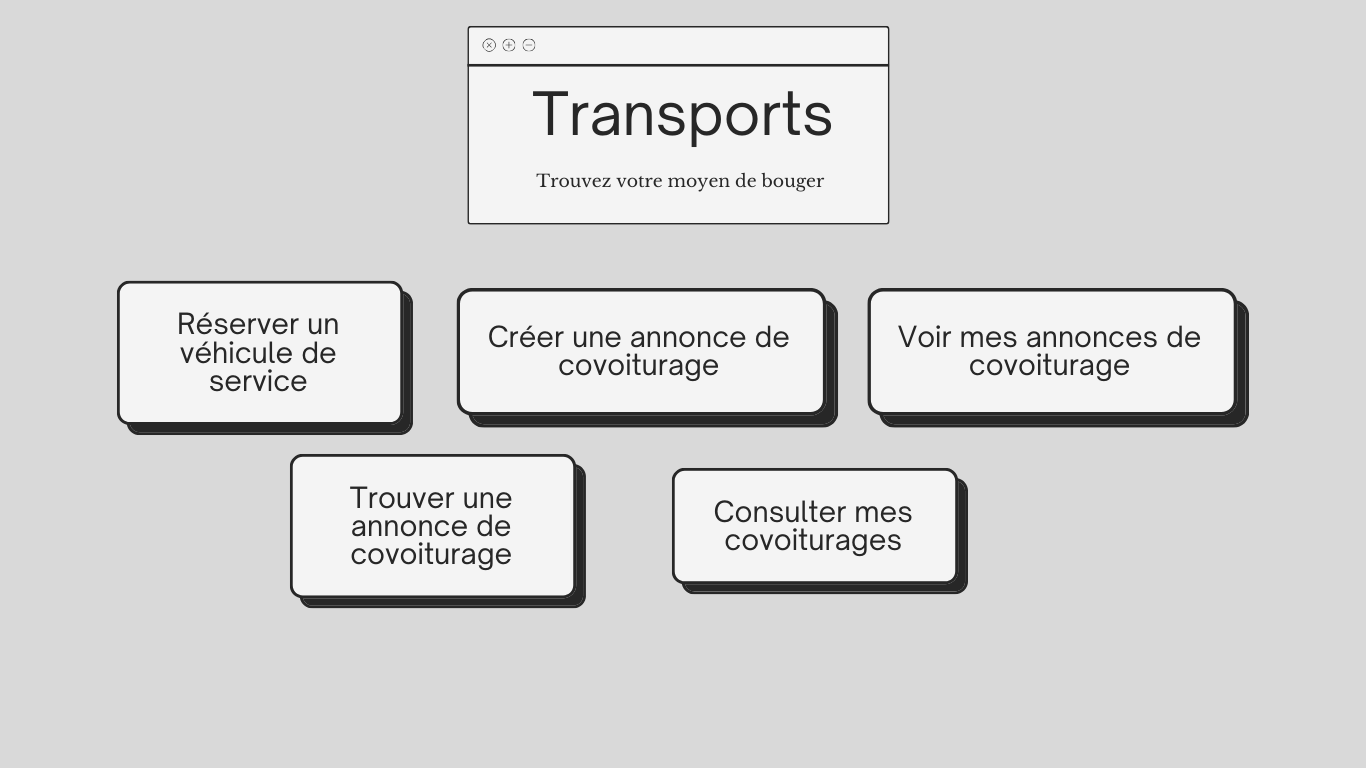 Transports
Trouvez votre moyen de bouger
Réserver un
véhicule de
service
Créer une annonce de
covoiturage
Voir mes annonces de
covoiturage
Trouver une
annonce de
covoiturage
Consulter mes
covoiturages